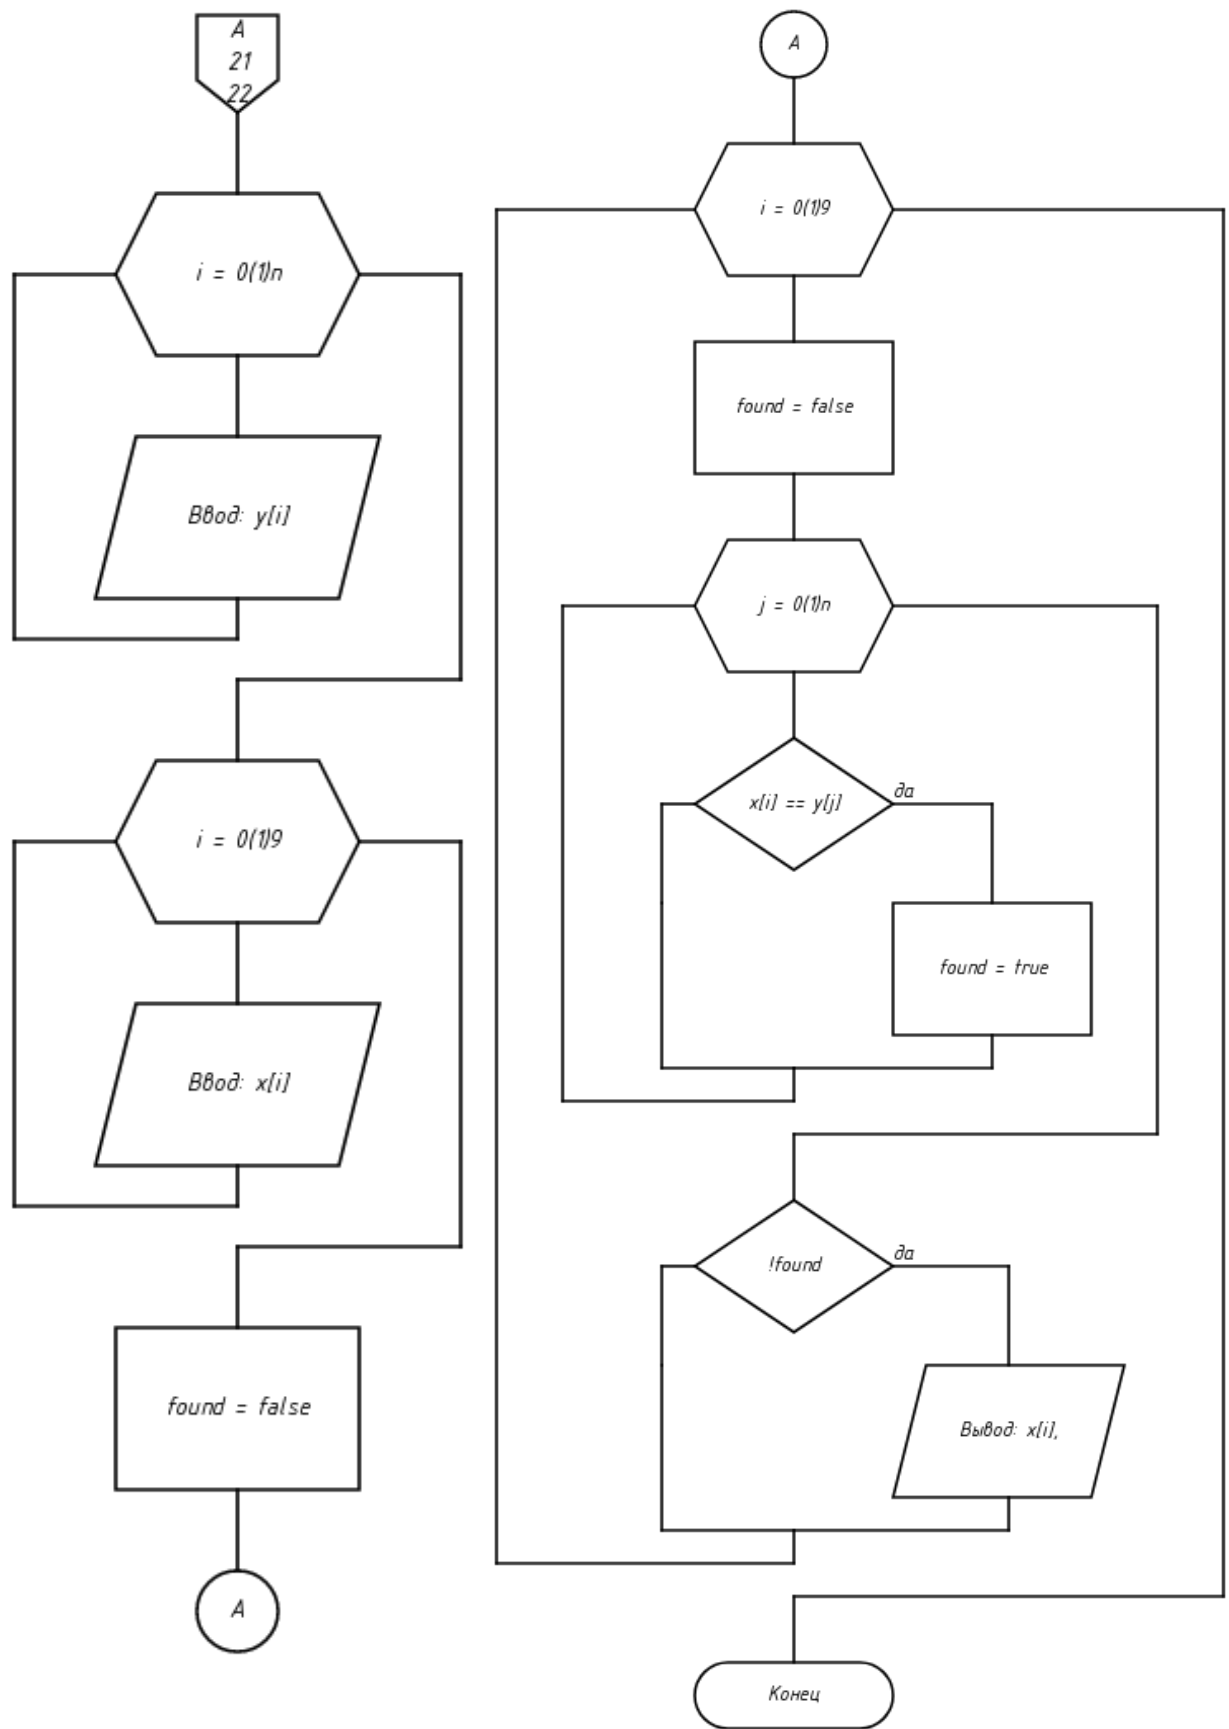 A
21
22
i = 0(1)n
Ввод: y[i]
i = 0(1)9
Ввод: x[i]
found = false
A
A
i = 0(1)9
found = false
j = 0(1)n
x[i] == y[j]
да
found = true
!found
да
Вывод: x[i],
Конец